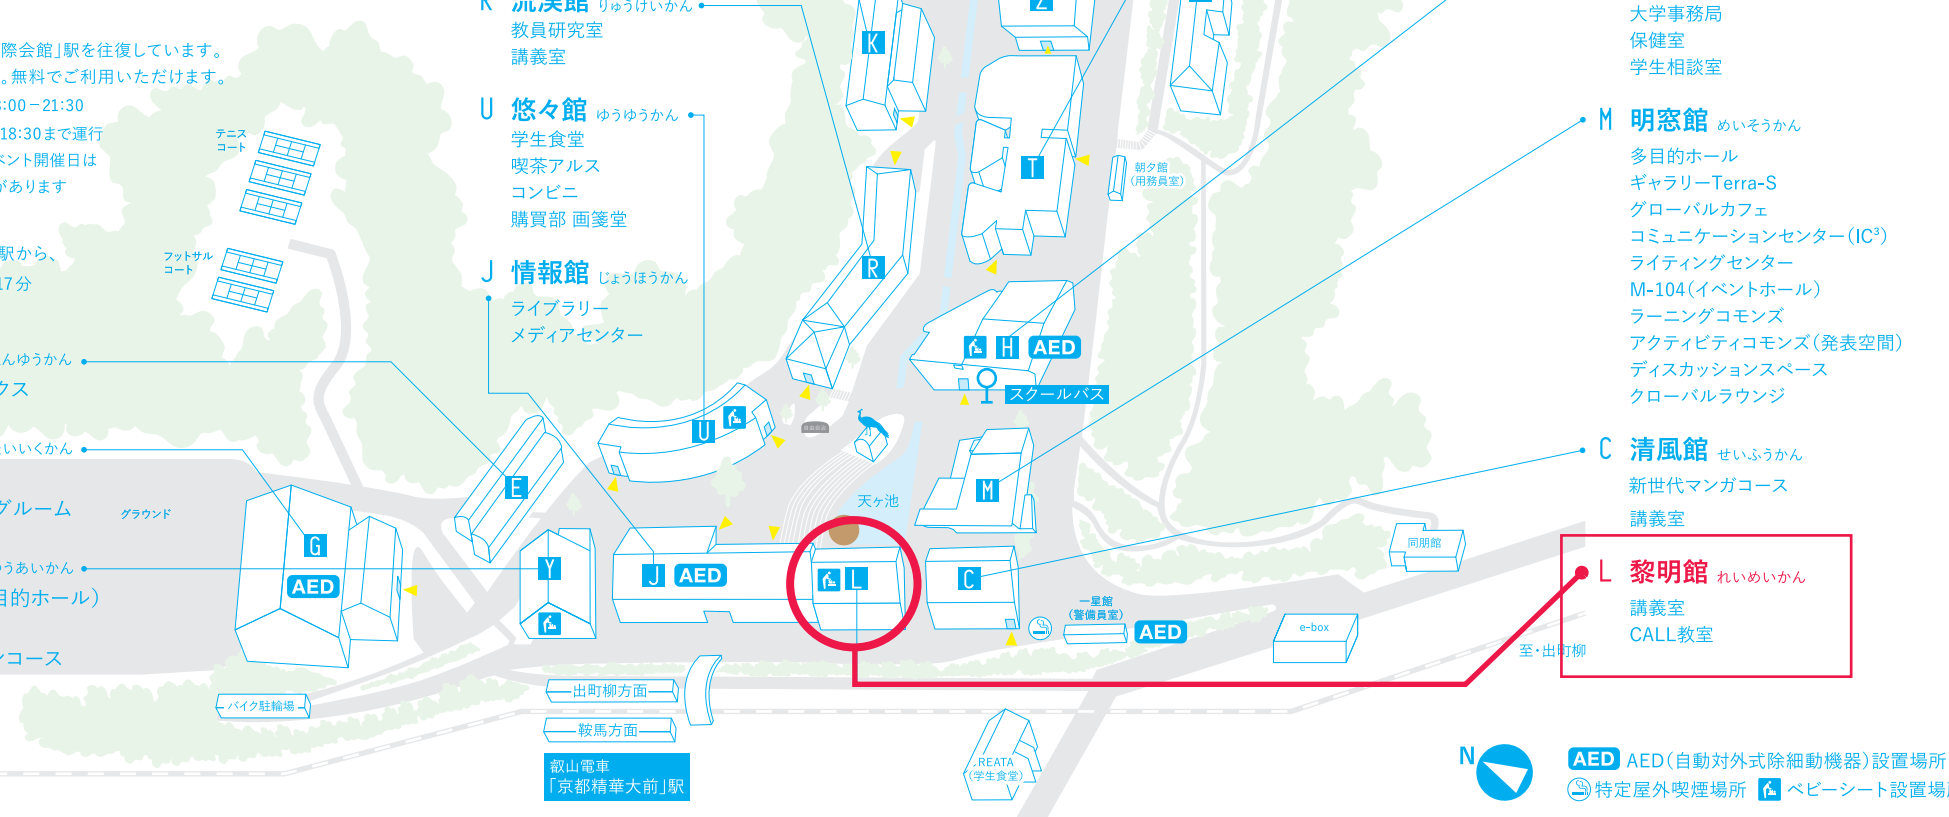 際会館」駅を往復しています。
。無料でご利用いただけます。
:00-21:30
18:30まで運行
ベント開催日は
があります
駅から、
17分
んゆうかん
クス
いいくかん
グルーム
うあいかん
目的ホール)
ンコース
テニス
コート
フットサル
コート
グラウンド
R 流渓館 りゅうけいかん
教員研究室
講義室
U 悠々館 ゆうゆうかん
学生食堂
喫茶アルス
コンビニ
購買部 画箋堂
J 情報館 じょうほうかん
ライブラリー
メディアセンター
K
Z
T
朝夕館
(用務員室)
R
H AED
スクールバス
U
自由自治
E
天ヶ池
M
G
AED
Y
J AED
L
C
一星館
(警備員室)
AED
同朋館
e-box
至・出町柳
バイク駐輪場
出町柳方面
鞍馬方面
叡山電車
「京都精華大前」駅
REATA
(学生食堂)
大学事務局
保健室
学生相談室
M 明窓館 めいそうかん
多目的ホール
ギャラリーTerra-S
グローバルカフェ
コミュニケーションセンター(IC³)
ライティングセンター
M-104(イベントホール)
ラーニングコモンズ
アクティビティコモンズ(発表空間)
ディスカッションスペース
クローバルラウンジ
C 清風館 せいふうかん
新世代マンガコース
講義室
L 黎明館 れいめいかん
講義室
CALL教室
N
AED AED(自動対外式除細動機器)設置場所
特定屋外喫煙場所 ベビーシート設置場